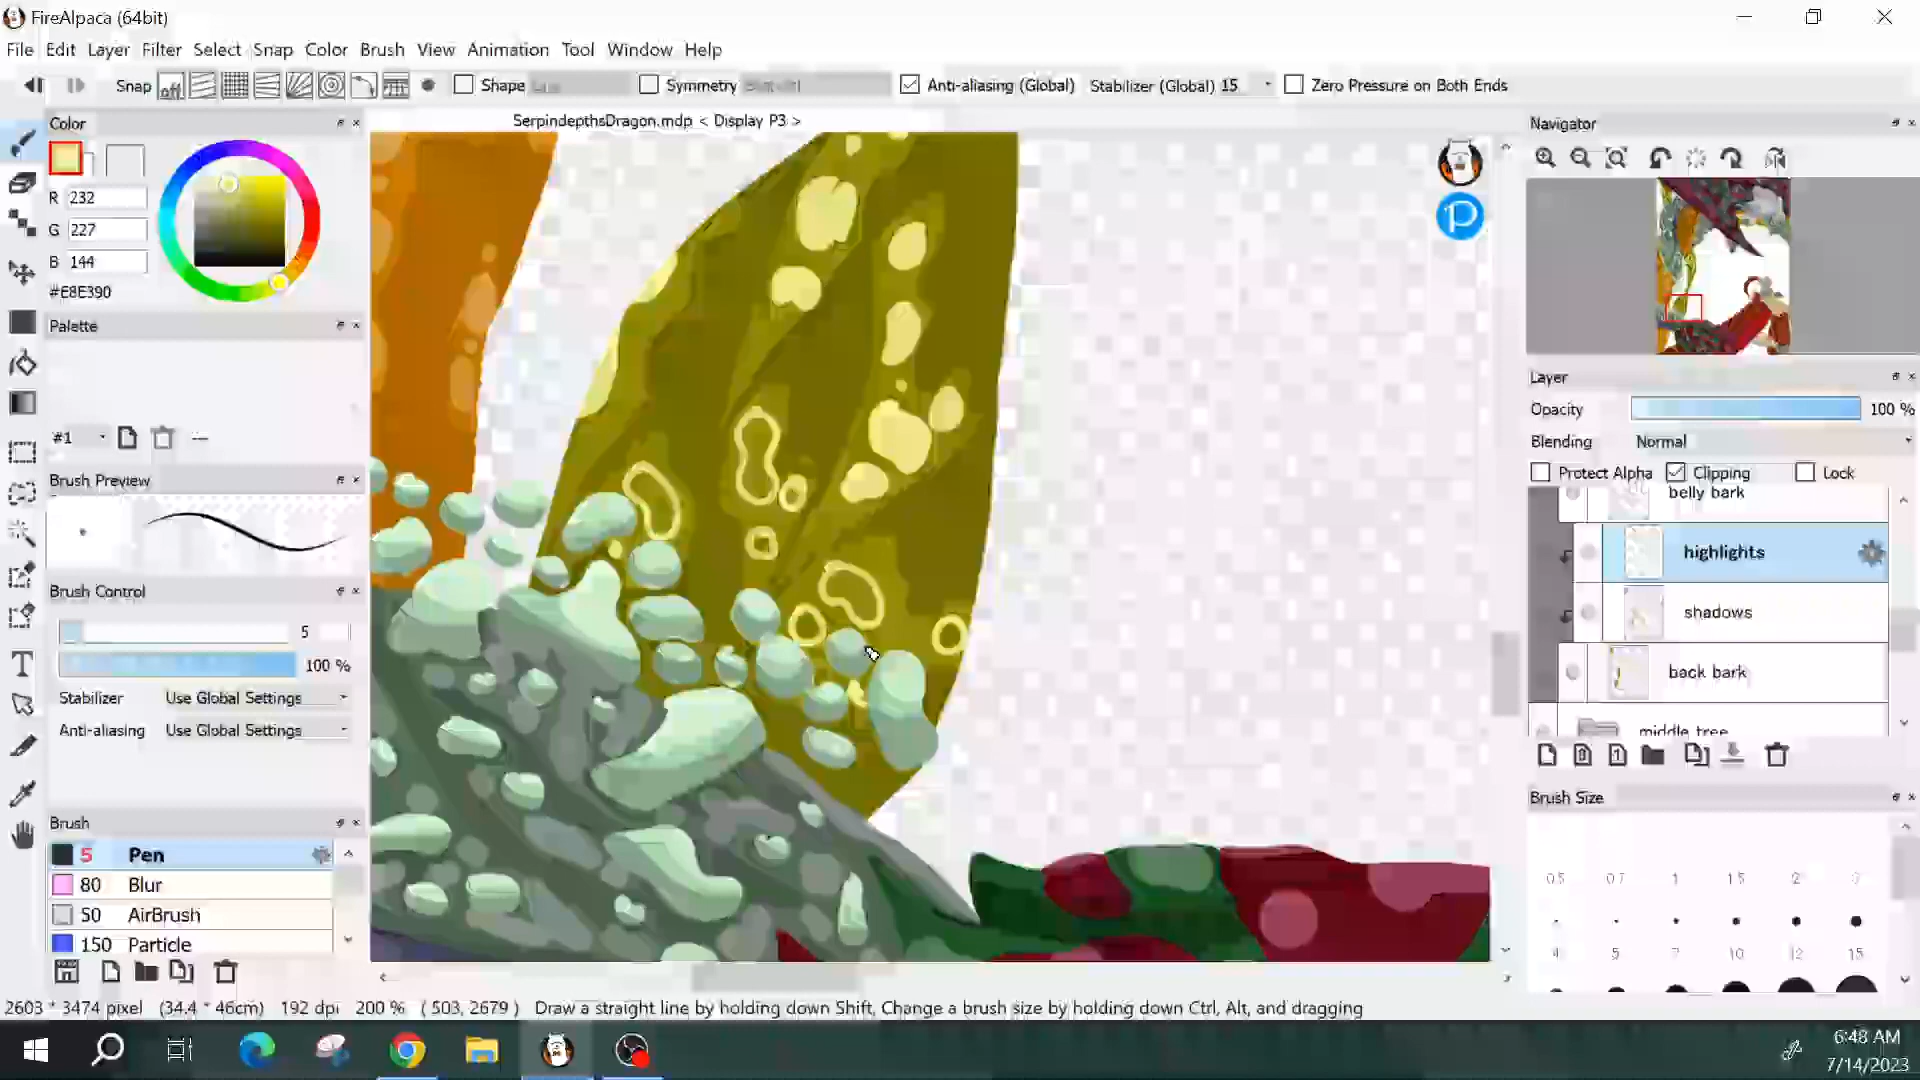 FireAlpaca (64bit)
File Edit Layer Filter Select Snap Color Brush View Animation Tool Window Help
Snap off Shape Symmetry Anti-aliasing (Global) Stabilizer (Global) 15 Zero Pressure on Both Ends
Color
SerpindepthsDragon.mdp < Display P3 >
Navigator
R 232
G 227
B 144
#E8E390
Palette
#1
Brush Preview
Brush Control
5
100 %
Stabilizer Use Global Settings
Anti-aliasing Use Global Settings
Brush
5 Pen
80 Blur
50 AirBrush
150 Particle
Layer
Opacity 100 %
Blending Normal
Protect Alpha Clipping Lock
belly bark
highlights
shadows
back bark
middle tree
Brush Size
0.5 0.7 1 1.5 2
4 5 7 10 12 15
2603 * 3474 pixel (34.4 * 46cm) 192 dpi 200 % ( 503, 2679 ) Draw a straight line by holding down Shift, Change a brush size by holding down Ctrl, Alt, and dragging
6:48 AM
7/14/2023